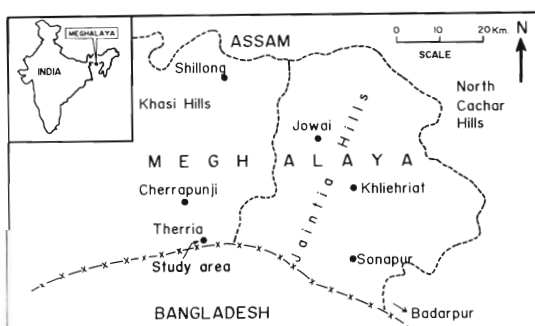 MEGHALAYA
INDIA
ASSAM
0 10 20 Km.
SCALE
N
Shillong
North
Cachar
Hills
Khasi Hills
Jowai
Jaintia Hills
MEGHALAYA
Cherrapunji
Khliehriat
Therria
Study area
Sonapur
BANGLADESH
Badarpur